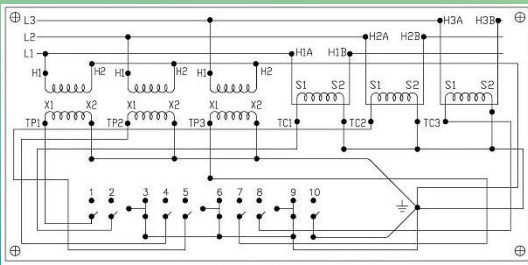 L3 H3A H3B
L2 H2A H2B
L1 H1A H1B
H1 H2 H1 H2 H1 H2
S1 S2 S1 S2 S1 S2
X1 X2 X1 X2 X1 X2
TP1 TP2 TP3 TC1 TC2 TC3
1 2 3 4 5 6 7 8 9 10